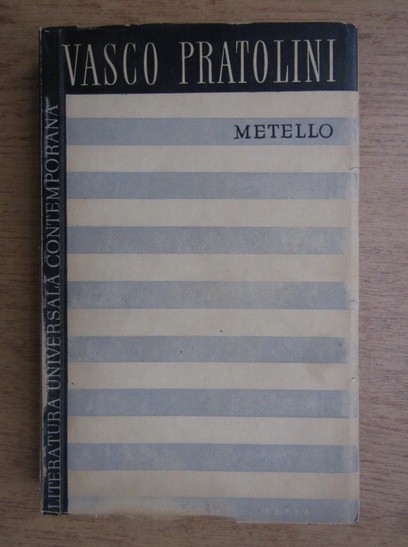 VASCO PRATOLINI
METELLO
LITERATURA UNIVERSALĂ CONTEMPORANĂ